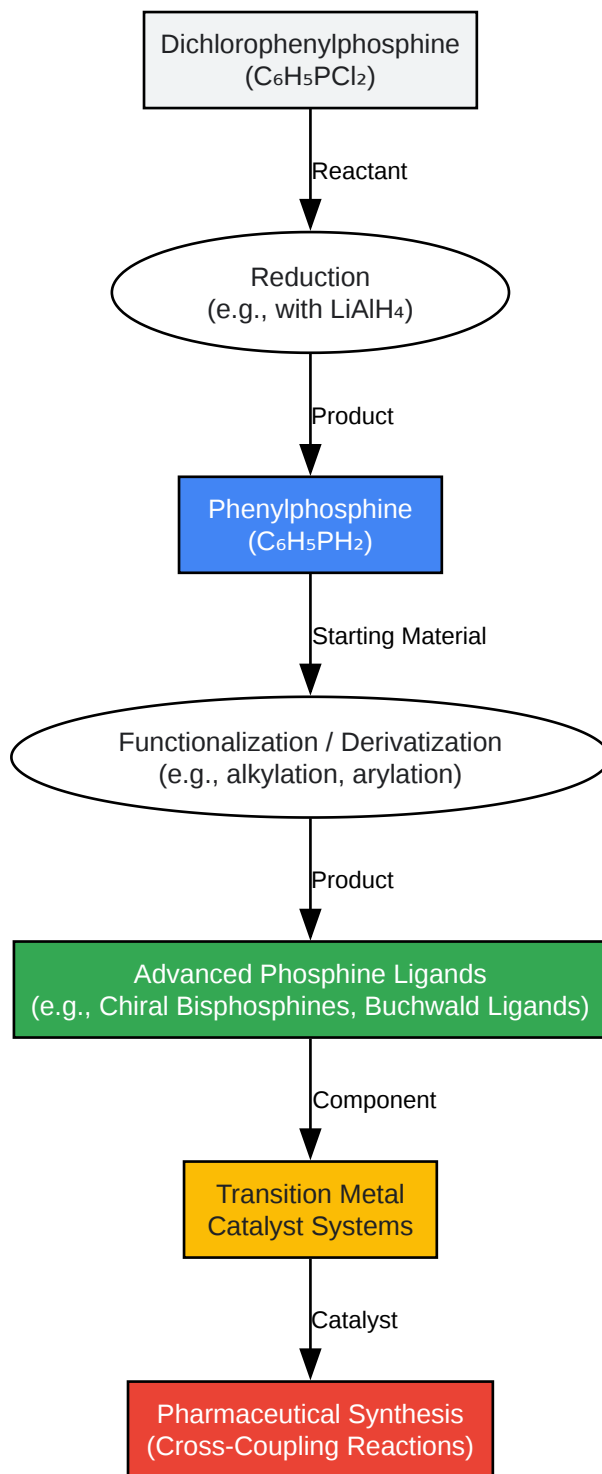 Dichlorophenylphosphine
(C₆H₅PCl₂)
Reactant
Reduction
(e.g., with LiAlH₄)
Product
Phenylphosphine
(C₆H₅PH₂)
Starting Material
Functionalization / Derivatization
(e.g., alkylation, arylation)
Product
Advanced Phosphine Ligands
(e.g., Chiral Bisphosphines, Buchwald Ligands)
Component
Transition Metal
Catalyst Systems
Catalyst
Pharmaceutical Synthesis
(Cross-Coupling Reactions)